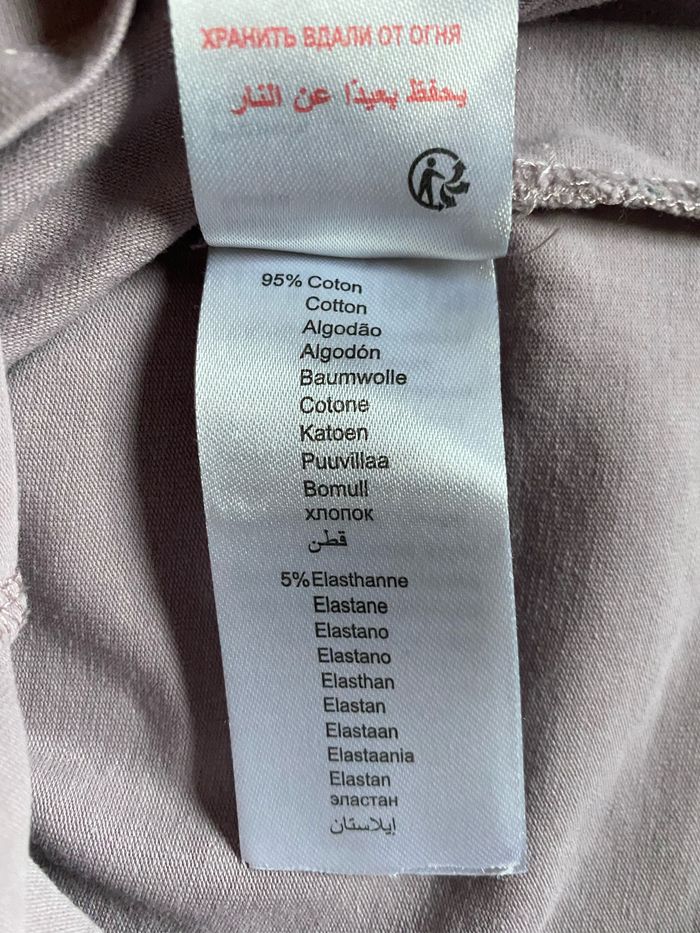 ХРАНИТЬ ВДАЛИ ОТ ОГНЯ
يحفظ بعيدًا عن النار
95% Coton
Cotton
Algodão
Algodón
Baumwolle
Cotone
Katoen
Puuvillaa
Bomull
хлопок
قطن
5% Elasthanne
Elastane
Elastano
Elastano
Elasthan
Elastan
Elastaan
Elastaania
Elastan
эластан
إيلاستان